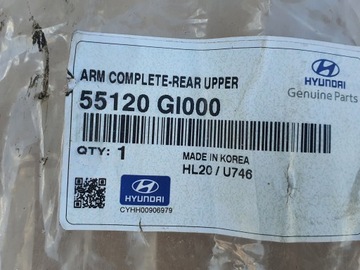 ARM COMPLETE-REAR UPPER
55120 GI000
HYUNDAI
Genuine Parts
QTY: 1
MADE IN KOREA
HL20 / U746
HYUNDAI
CYHH00906979